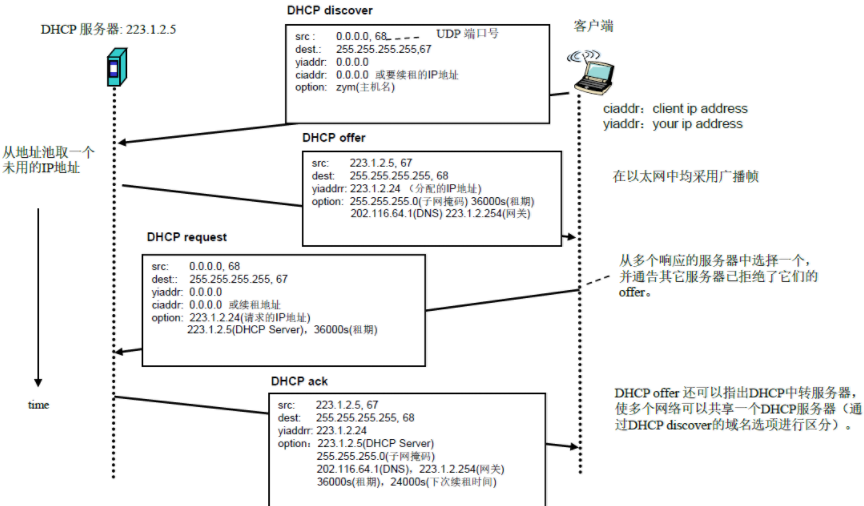 DHCP discover
DHCP 服务器: 223.1.2.5
src : 0.0.0.0, 68
UDP 端口号
dest.: 255.255.255.255,67
yiaddr: 0.0.0.0
ciaddr: 0.0.0.0 或要续租的IP地址
option: zym(主机名)
客户端
ciaddr: client ip address
yiaddr: your ip address
DHCP offer
从地址池取一个
未用的IP地址
src: 223.1.2.5, 67
dest: 255.255.255.255, 68
yiaddrr: 223.1.2.24 （分配的IP地址)
option: 255.255.255.0(子网掩码) 36000s(租期)
202.116.64.1(DNS) 223.1.2.254(网关)
在以太网中均采用广播帧
DHCP request
src: 0.0.0.0, 68
dest:: 255.255.255.255, 67
yiaddr: 0.0.0.0
ciaddr: 0.0.0.0 或续租地址
option: 223.1.2.24(请求的IP地址)
223.1.2.5(DHCP Server)，36000s(租期)
从多个响应的服务器中选择一个，
并通告其它服务器已拒绝了它们的
offer。
time
DHCP ack
src: 223.1.2.5, 67
dest: 255.255.255.255, 68
yiaddrr: 223.1.2.24
option：223.1.2.5(DHCP Server)
255.255.255.0(子网掩码)
202.116.64.1(DNS)，223.1.2.254(网关)
36000s(租期)，24000s(下次续租时间)
DHCP offer 还可以指出DHCP中转服务器，
使多个网络可以共享一个DHCP服务器（通
过DHCP discover的域名选项进行区分）。